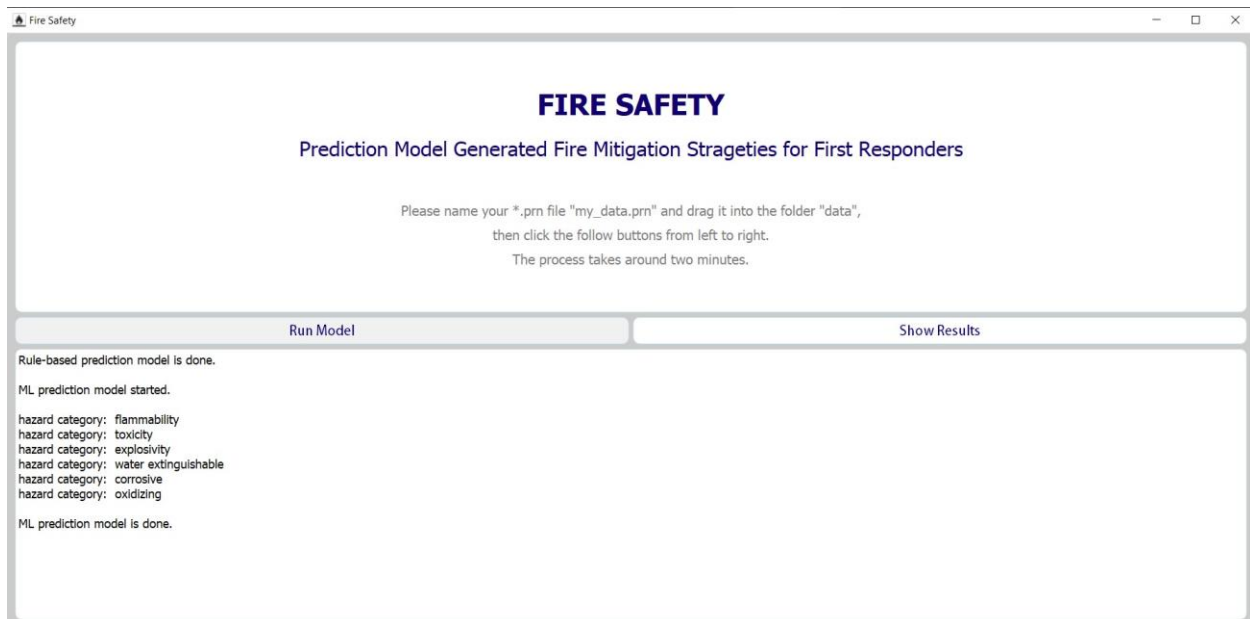 Fire Safety
FIRE SAFETY
Prediction Model Generated Fire Mitigation Strageties for First Responders
Please name your *.prn file "my_data.prn" and drag it into the folder "data",
then click the follow buttons from left to right.
The process takes around two minutes.
Run Model
Show Results
Rule-based prediction model is done.
ML prediction model started.
hazard category: flammability
hazard category: toxicity
hazard category: explosivity
hazard category: water extinguishable
hazard category: corrosive
hazard category: oxidizing
ML prediction model is done.